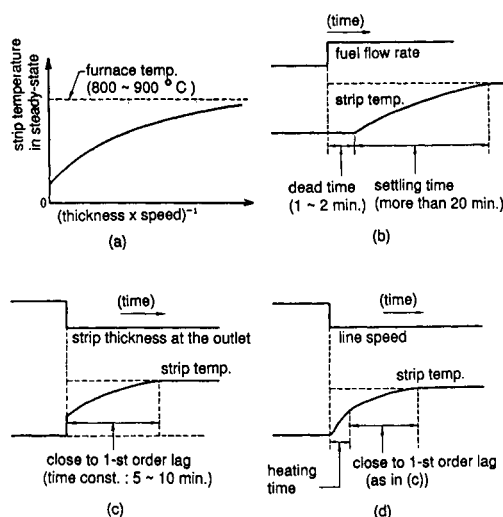 strip temperature
in steady-state
furnace temp.
(800 ~ 900 °C)
0
(thickness x speed)⁻¹
(a)
(time)
fuel flow rate
strip temp.
dead time
(1 ~ 2 min.)
settling time
(more than 20 min.)
(b)
(time)
strip thickness at the outlet
strip temp.
close to 1-st order lag
(time const. : 5 ~ 10 min.)
(c)
(time)
line speed
strip temp.
heating
time
close to 1-st order lag
(as in (c))
(d)